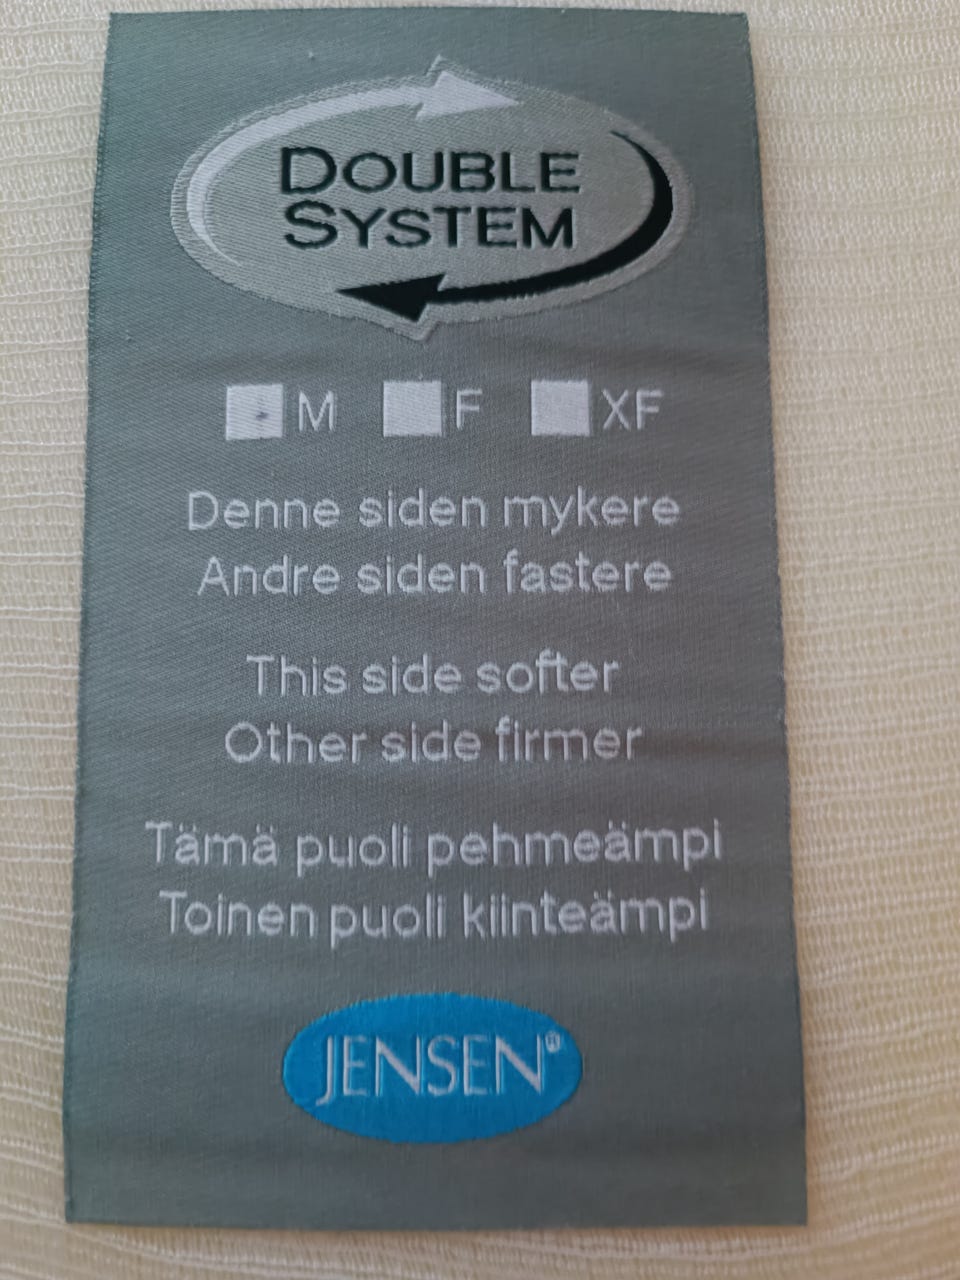 DOUBLE
SYSTEM
M F XF
Denne siden mykere
Andre siden fastere
This side softer
Other side firmer
Tämä puoli pehmeämpi
Toinen puoli kiinteämpi
JENSEN®